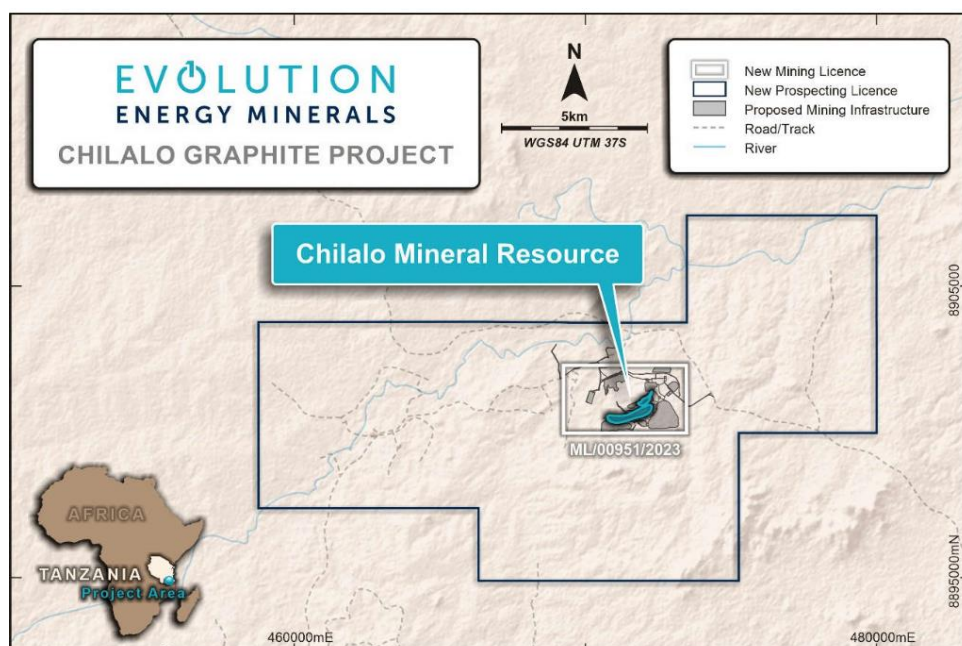 EVOLUTION
ENERGY MINERALS
CHILALO GRAPHITE PROJECT
N
5km
WGS84 UTM 37S
New Mining Licence
New Prospecting Licence
Proposed Mining Infrastructure
Road/Track
River
Chilalo Mineral Resource
8905000
ML/00951/2023
AFRICA
TANZANIA
Project Area
8895000mN
460000mE
480000mE